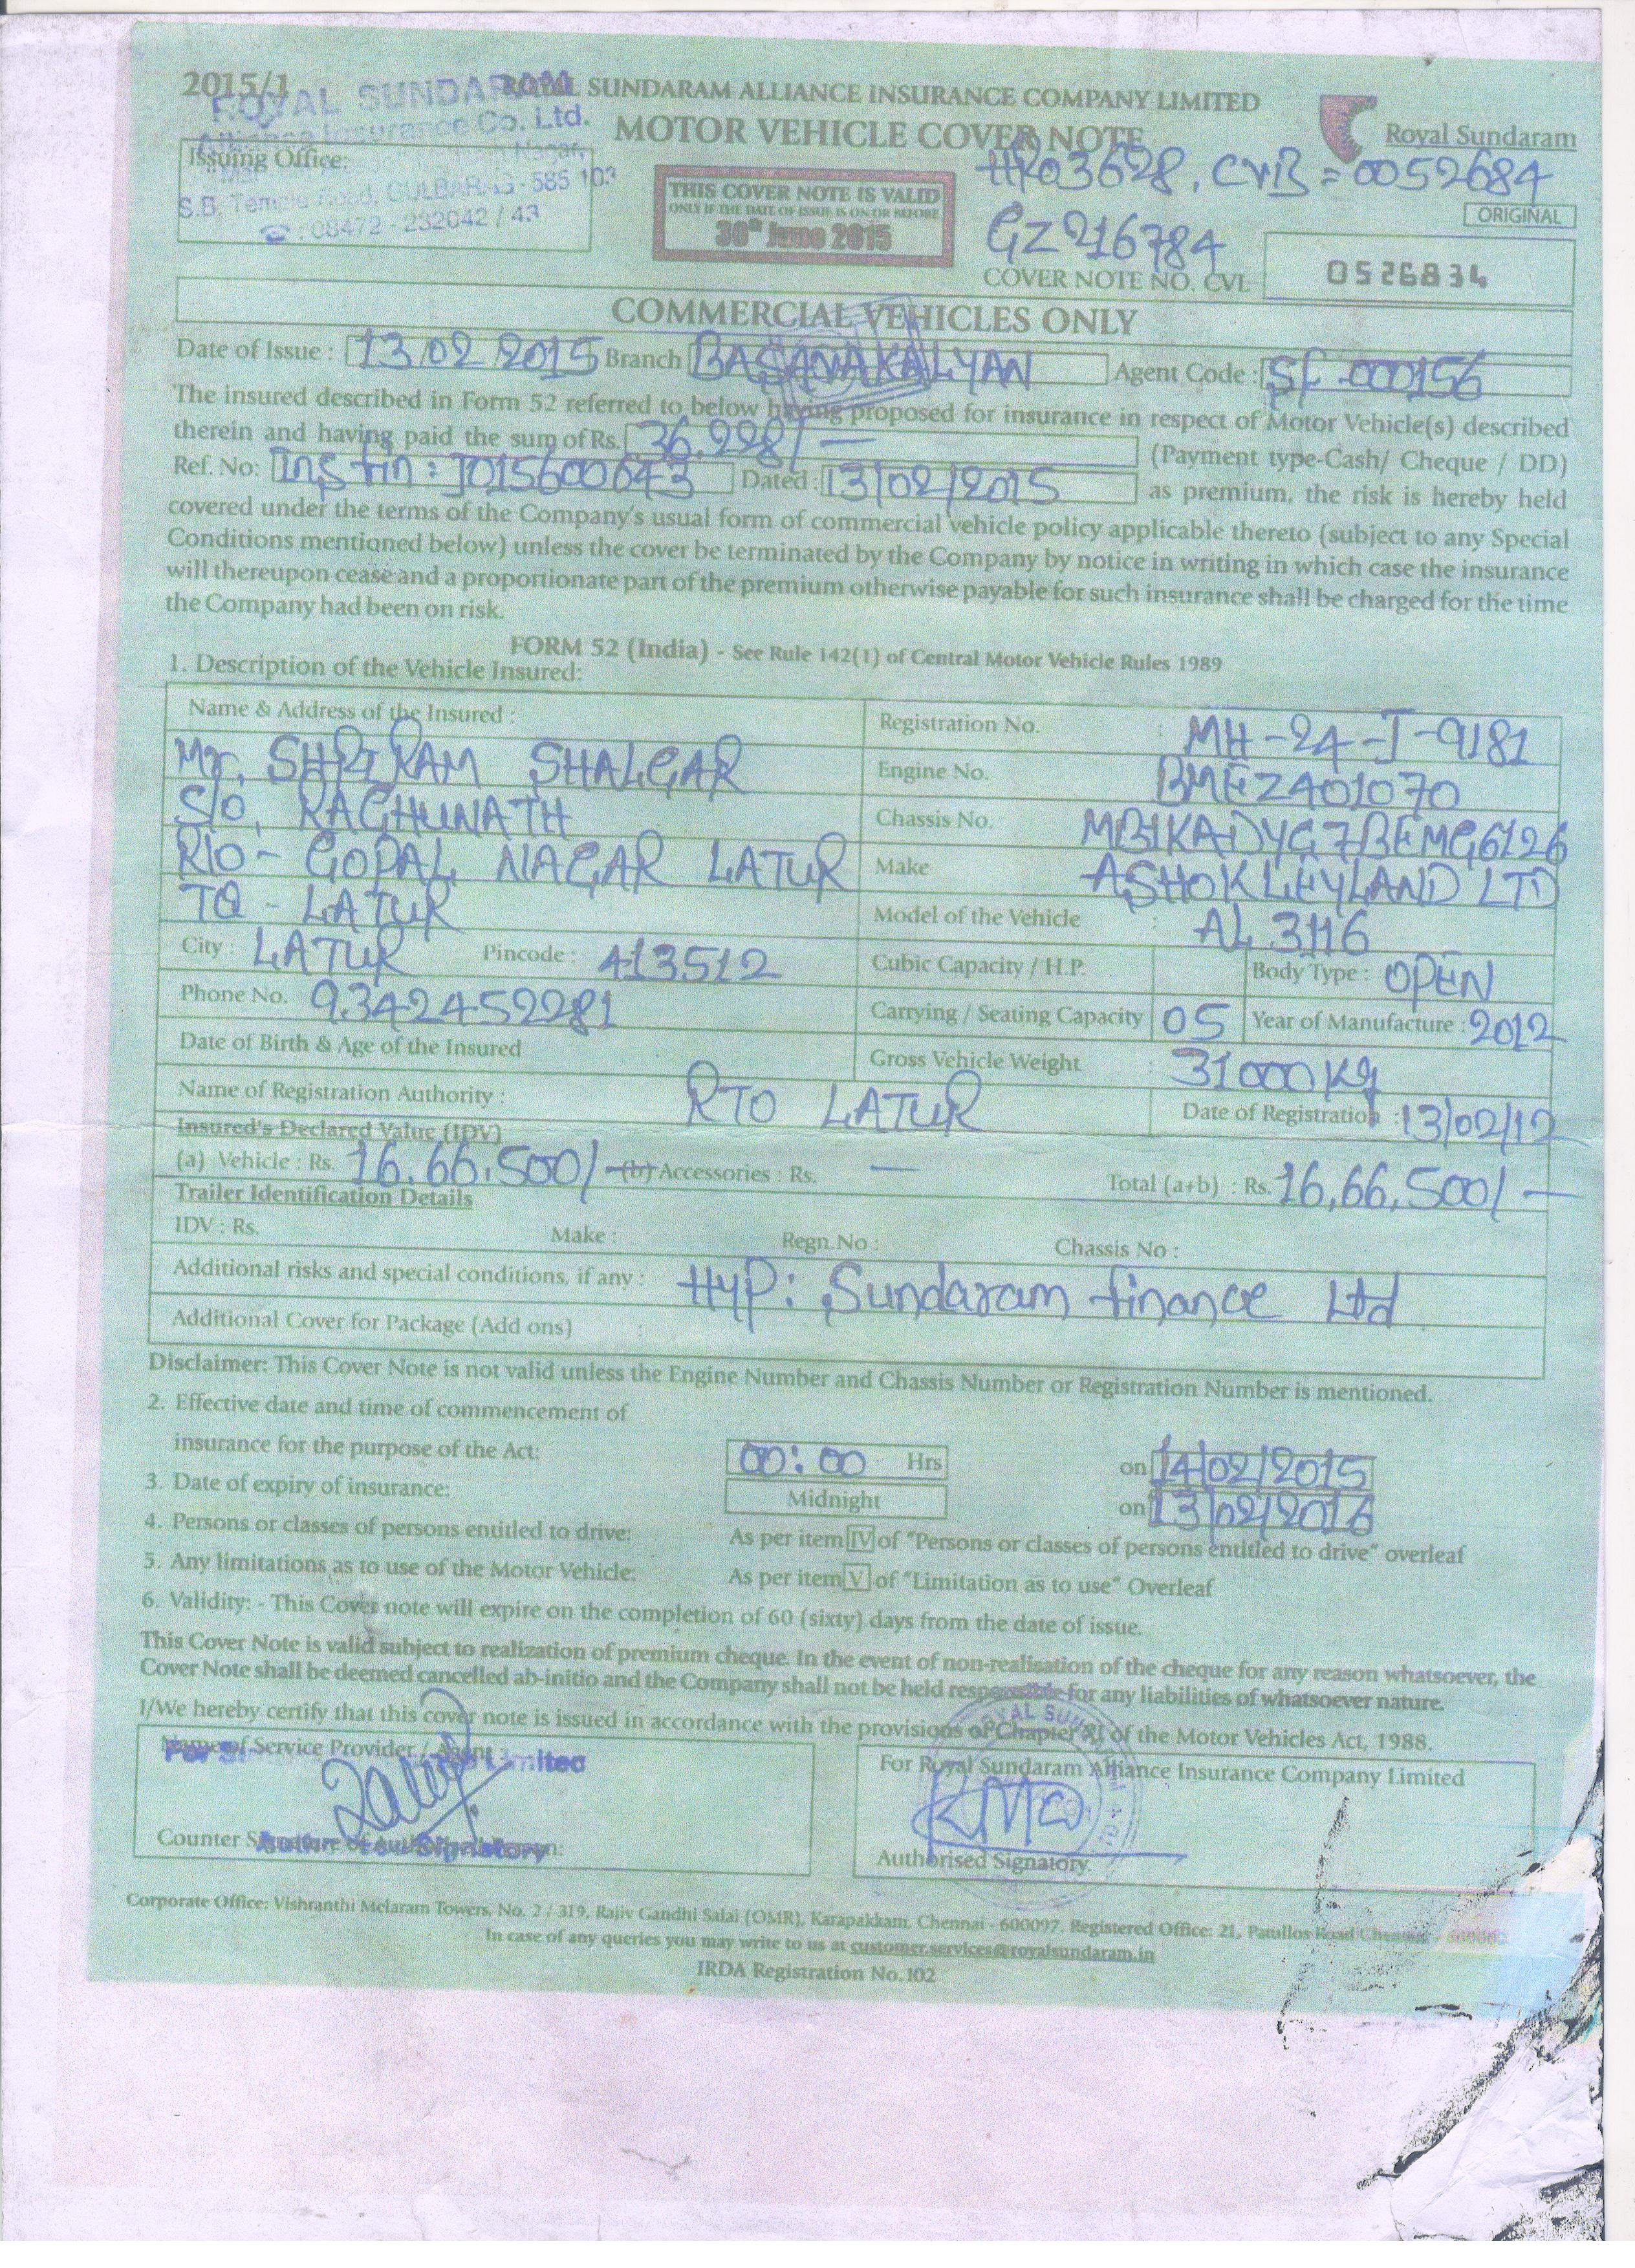 2015/1
ROYAL SUNDARAM
ROYAL SUNDARAM ALLIANCE INSURANCE COMPANY LIMITED
Alliance Insurance Co. Ltd.
MOTOR VEHICLE COVER NOTE
Royal Sundaram
Issuing Office:
Nagar,
S.B. Temple Road, GULBARAG - 585 103
☎ : 08472 - 232042 / 43
THIS COVER NOTE IS VALID
ONLY IF THE DATE OF ISSUE IS ON OR BEFORE
30th June 2015
HR03628, CVB = 0052684
GZ216784
ORIGINAL
COVER NOTE NO. CVL 0526834
COMMERCIAL VEHICLES ONLY
Date of Issue : 13.02 2015 Branch BASANAKALYAN Agent Code : SF-000156
The insured described in Form 52 referred to below having proposed for insurance in respect of Motor Vehicle(s) described
therein and having paid the sum of Rs. 36.228/- (Payment type-Cash/ Cheque / DD)
Ref. No: Ins fin : J015600643 Dated : 13/02/2015 as premium, the risk is hereby held
covered under the terms of the Company's usual form of commercial vehicle policy applicable thereto (subject to any Special
Conditions mentioned below) unless the cover be terminated by the Company by notice in writing in which case the insurance
will thereupon cease and a proportionate part of the premium otherwise payable for such insurance shall be charged for the time
the Company had been on risk.
FORM 52 (India) - See Rule 142(1) of Central Motor Vehicle Rules 1989
1. Description of the Vehicle Insured:
Name & Address of the Insured :
Mr. SHRIRAM SHALGAR
S/o, RAGHUNATH
R/O - GOPAL NAGAR LATUR
TQ - LATUR
City : LATUR Pincode : 413512
Phone No. 9342452281
Date of Birth & Age of the Insured
Registration No. : MH-24-J-9181
Engine No. BMEZ401070
Chassis No. MB1KADYG7BEMG6126
Make ASHOK LEYLAND LTD
Model of the Vehicle : AL 3116
Cubic Capacity / H.P. Body Type : OPEN
Carrying / Seating Capacity 05 Year of Manufacture : 2012
Gross Vehicle Weight : 31000 Kg
Name of Registration Authority : RTO LATUR Date of Registration : 13/02/12
Insured's Declared Value (IDV)
(a) Vehicle : Rs. 16.66.500/- (b) Accessories : Rs. — Total (a+b) : Rs. 16,66,500/-
Trailer Identification Details
IDV : Rs. Make : Regn.No : Chassis No :
Additional risks and special conditions, if any : Hyp: Sundaram finance Ltd
Additional Cover for Package (Add ons) :
Disclaimer: This Cover Note is not valid unless the Engine Number and Chassis Number or Registration Number is mentioned.
2. Effective date and time of commencement of
insurance for the purpose of the Act: 00:00 Hrs on 14/02/2015
3. Date of expiry of insurance: Midnight on 13/02/2016
4. Persons or classes of persons entitled to drive: As per item IV of "Persons or classes of persons entitled to drive" overleaf
5. Any limitations as to use of the Motor Vehicle: As per item V of "Limitation as to use" Overleaf
6. Validity: - This Cover note will expire on the completion of 60 (sixty) days from the date of issue.
This Cover Note is valid subject to realization of premium cheque. In the event of non-realisation of the cheque for any reason whatsoever, the
Cover Note shall be deemed cancelled ab-initio and the Company shall not be held responsible for any liabilities of whatsoever nature.
I/We hereby certify that this cover note is issued in accordance with the provisions of Chapter XI of the Motor Vehicles Act, 1988.
Name of Service Provider / Agent
For Limited
Counter Signature of Authorised Person:
Signatory
For Royal Sundaram Alliance Insurance Company Limited
ROYAL SUN
Authorised Signatory.
Corporate Office: Vishranthi Melaram Towers, No. 2 / 319, Rajiv Gandhi Salai (OMR), Karapakkam, Chennai - 600097. Registered Office: 21, Patullos Road Chennai - 600002
In case of any queries you may write to us at customer.services@royalsundaram.in
IRDA Registration No.102